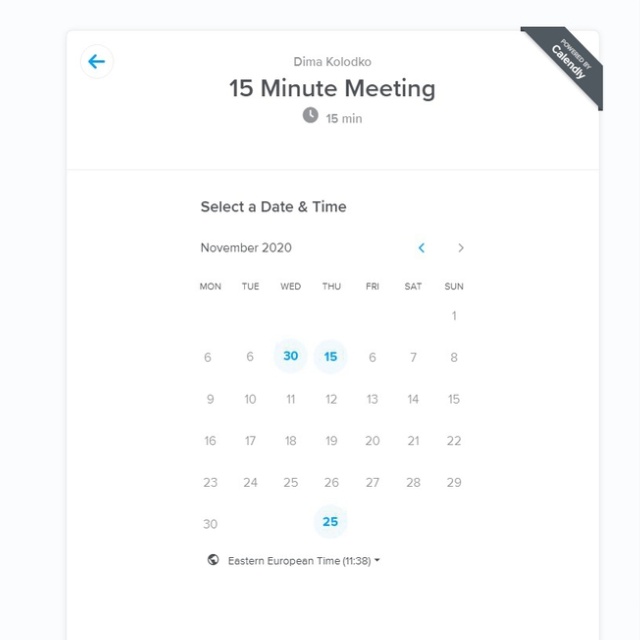 POWERED BY
Calendly
Dima Kolodko
15 Minute Meeting
15 min
Select a Date & Time
November 2020
MON TUE WED THU FRI SAT SUN
1
6 6 30 15 6 7 8
9 10 11 12 13 14 15
16 17 18 19 20 21 22
23 24 25 26 27 28 29
30 25
Eastern European Time (11:38)